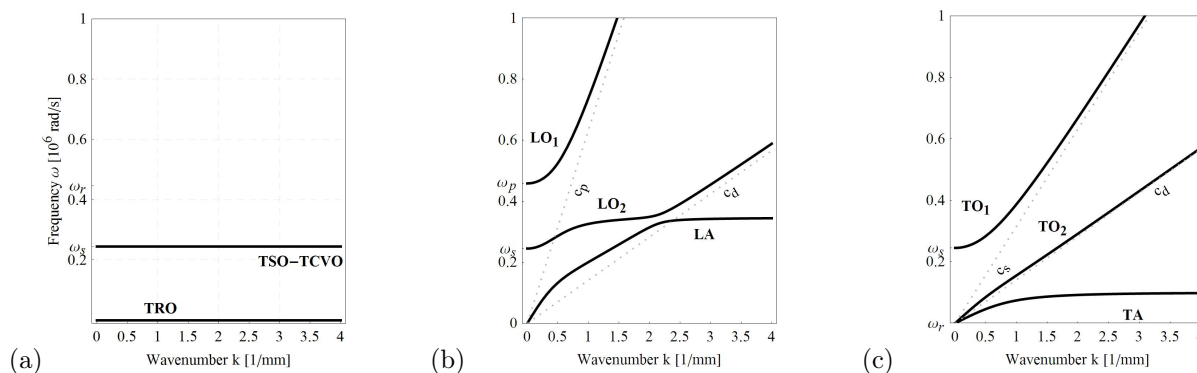 (a)
Frequency ω [10⁶ rad/s]
1
0.8
0.6
ωᵣ
0.4
ωₛ
0.2
TSO−TCVO
TRO
0 0.5 1 1.5 2 2.5 3 3.5 4
Wavenumber k [1/mm]
(b)
1
0.8
0.6
ωₚ
0.4
ωₛ
0.2
0
LO₁
cₚ
LO₂
c_d
LA
0 0.5 1 1.5 2 2.5 3 3.5 4
Wavenumber k [1/mm]
(c)
1
0.8
0.6
0.4
ωₛ
0.2
ωᵣ
TO₁
TO₂
c_d
cₛ
TA
0 0.5 1 1.5 2 2.5 3 3.5 4
Wavenumber k [1/mm]